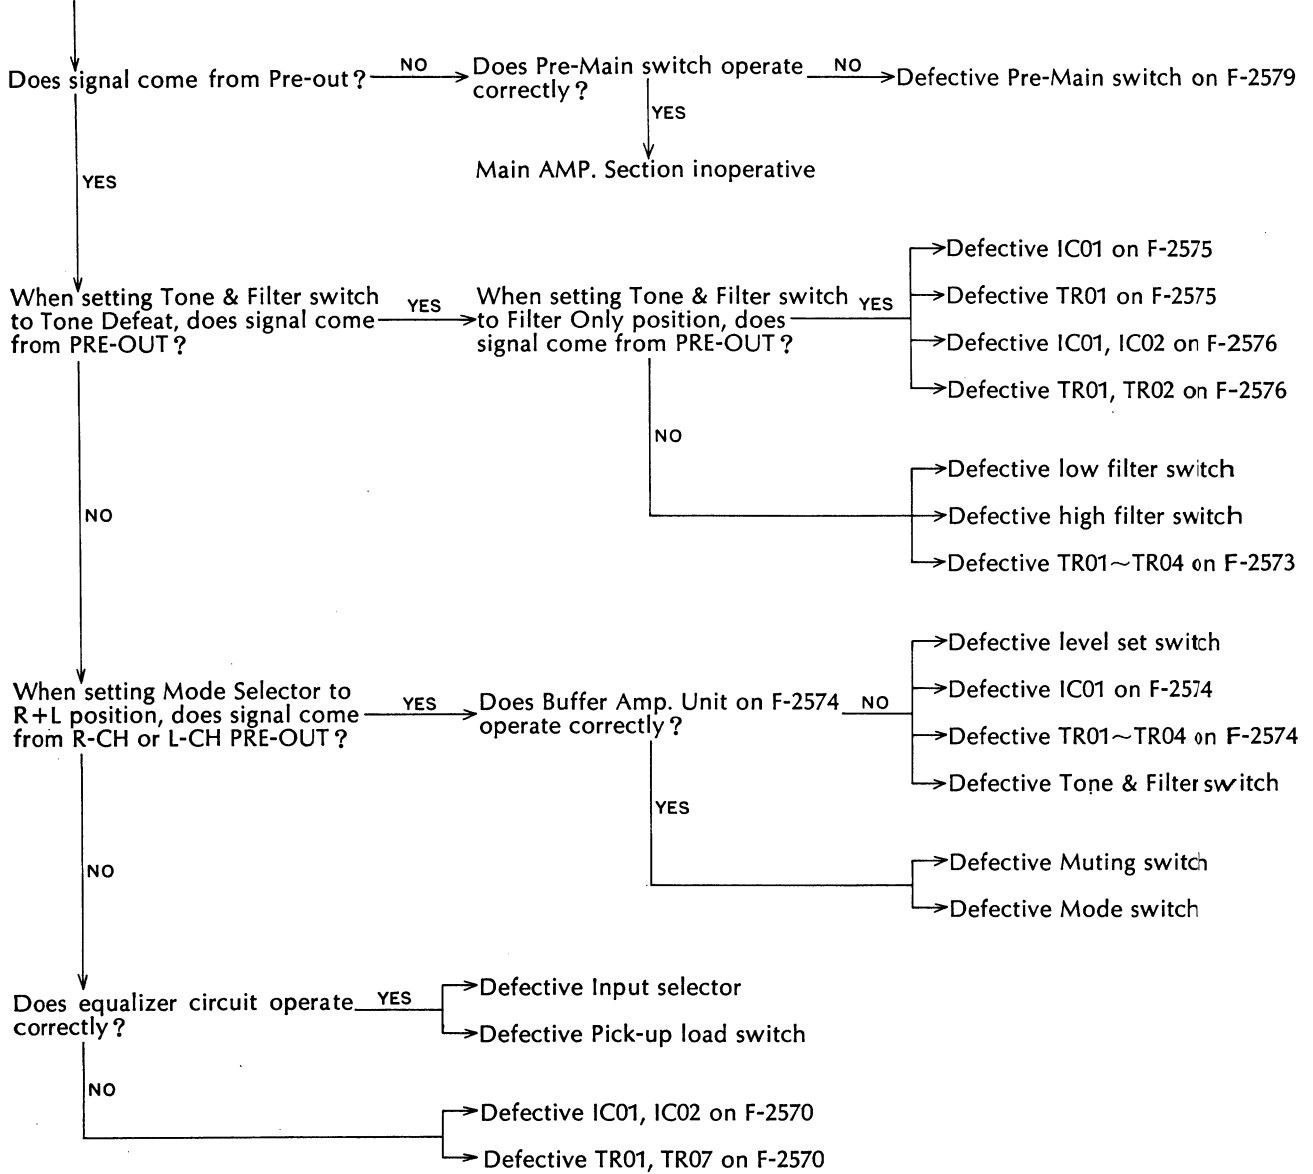 Does signal come from Pre-out?
NO
Does Pre-Main switch operate
correctly?
NO
Defective Pre-Main switch on F-2579
YES
Main AMP. Section inoperative
YES
When setting Tone & Filter switch
to Tone Defeat, does signal come
from PRE-OUT?
YES
When setting Tone & Filter switch
to Filter Only position, does
signal come from PRE-OUT?
YES
Defective IC01 on F-2575
Defective TR01 on F-2575
Defective IC01, IC02 on F-2576
Defective TR01, TR02 on F-2576
NO
Defective low filter switch
Defective high filter switch
Defective TR01~TR04 on F-2573
NO
When setting Mode Selector to
R+L position, does signal come
from R-CH or L-CH PRE-OUT?
YES
Does Buffer Amp. Unit on F-2574
operate correctly?
NO
Defective level set switch
Defective IC01 on F-2574
Defective TR01~TR04 on F-2574
Defective Tone & Filter switch
YES
Defective Muting switch
Defective Mode switch
NO
Does equalizer circuit operate
correctly?
YES
Defective Input selector
Defective Pick-up load switch
NO
Defective IC01, IC02 on F-2570
Defective TR01, TR07 on F-2570